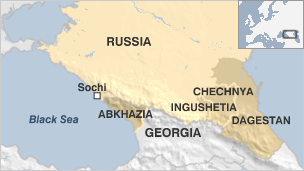 RUSSIA
Sochi
CHECHNYA
Black Sea
ABKHAZIA
INGUSHETIA
DAGESTAN
GEORGIA